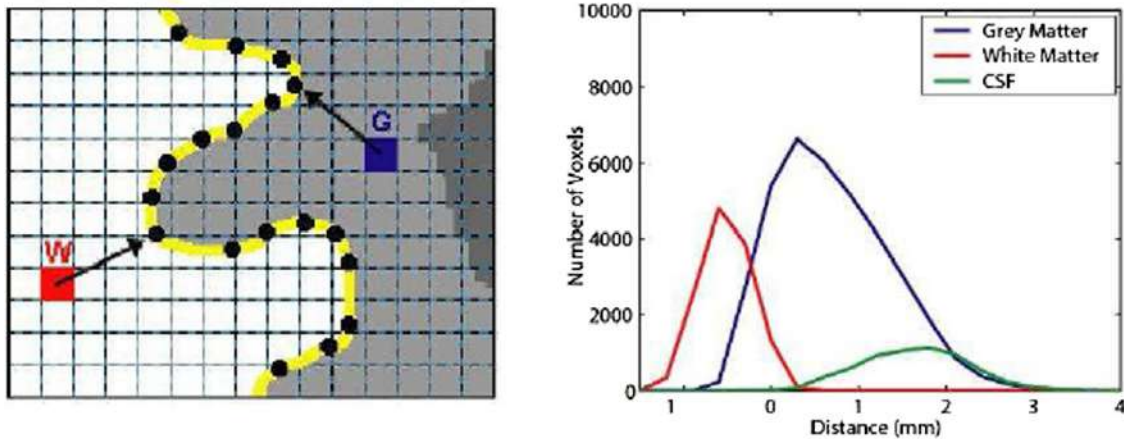 G
W
10000
8000
6000
4000
2000
0
Number of Voxels
Grey Matter
White Matter
CSF
1 0 1 2 3 4
Distance (mm)